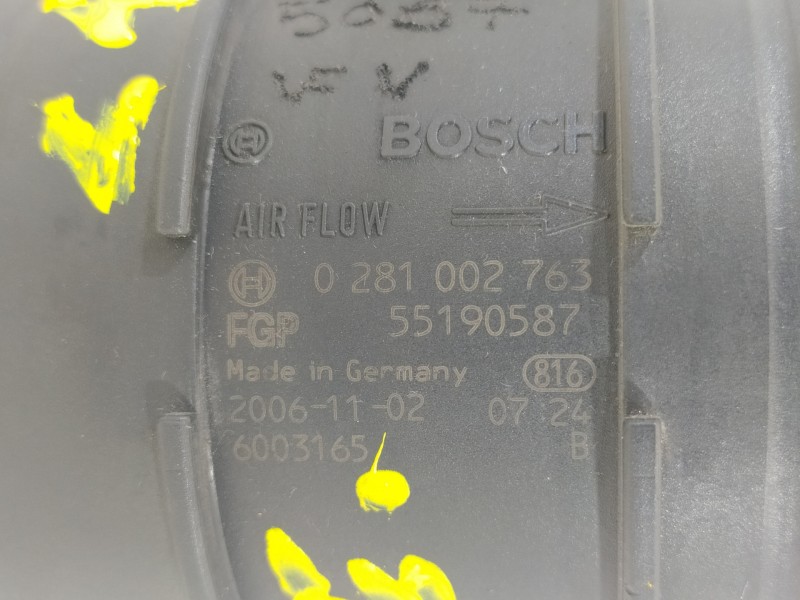 BOSCH
AIR FLOW
0 281 002 763
FGP 55190587
Made in Germany 816
2006-11-02 07 24
6003165 B